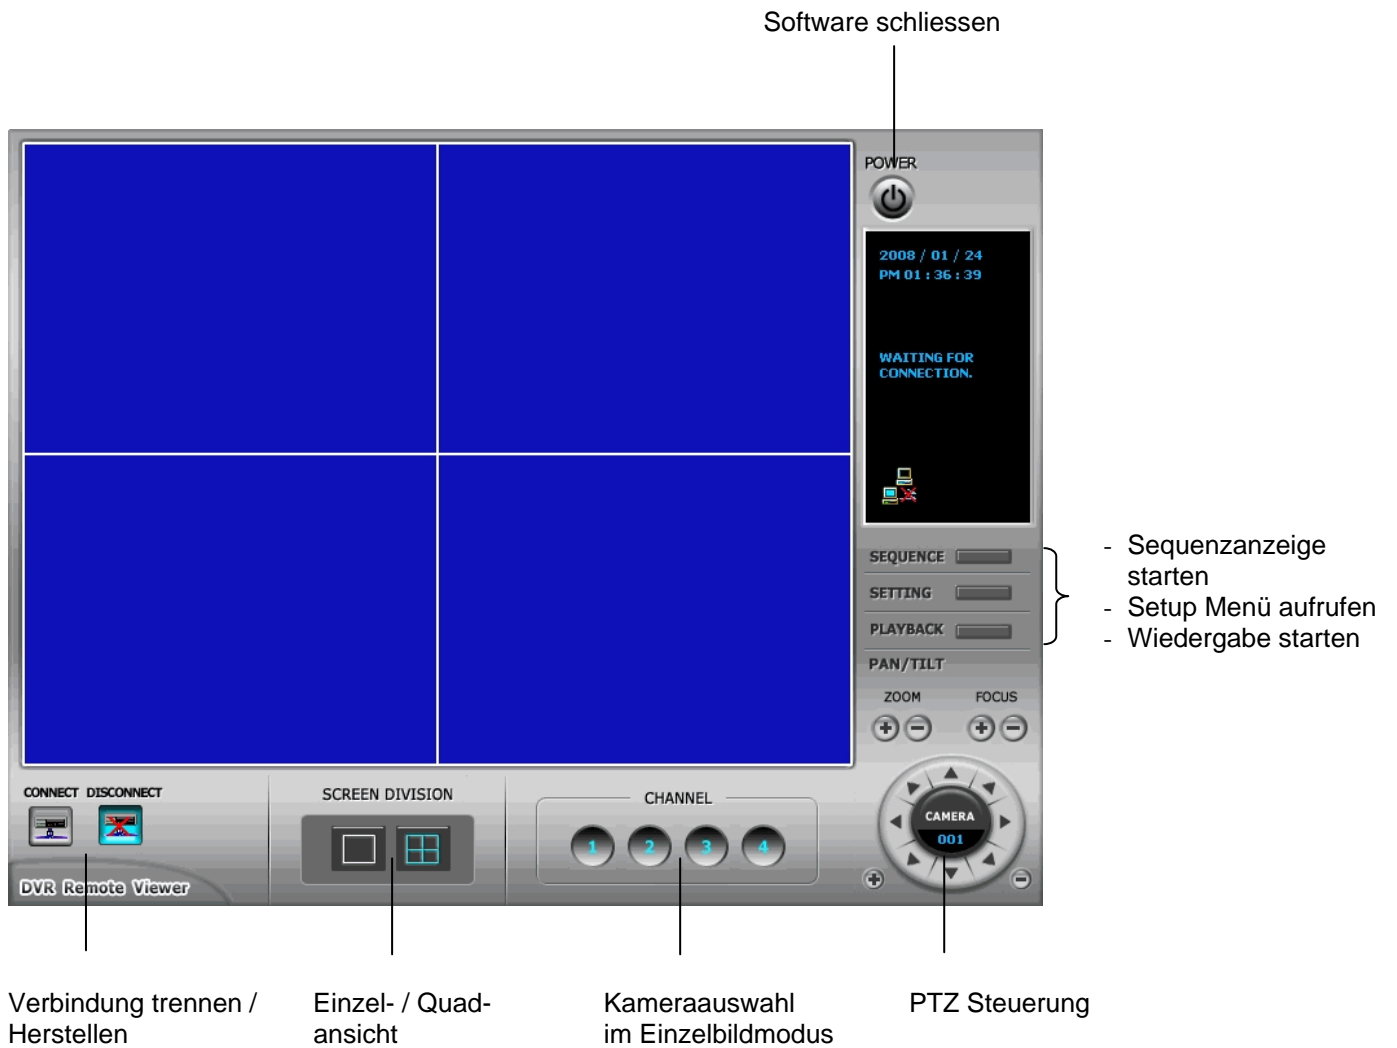 Software schliessen
POWER
2008 / 01 / 24
PM 01 : 36 : 39
WAITING FOR
CONNECTION.
SEQUENCE
SETTING
PLAYBACK
- Sequenzanzeige
starten
- Setup Menü aufrufen
- Wiedergabe starten
PAN/TILT
ZOOM FOCUS
CONNECT DISCONNECT
SCREEN DIVISION
CHANNEL
1 2 3 4
CAMERA
001
DVR Remote Viewer
Verbindung trennen /
Herstellen
Einzel- / Quad-
ansicht
Kameraauswahl
im Einzelbildmodus
PTZ Steuerung